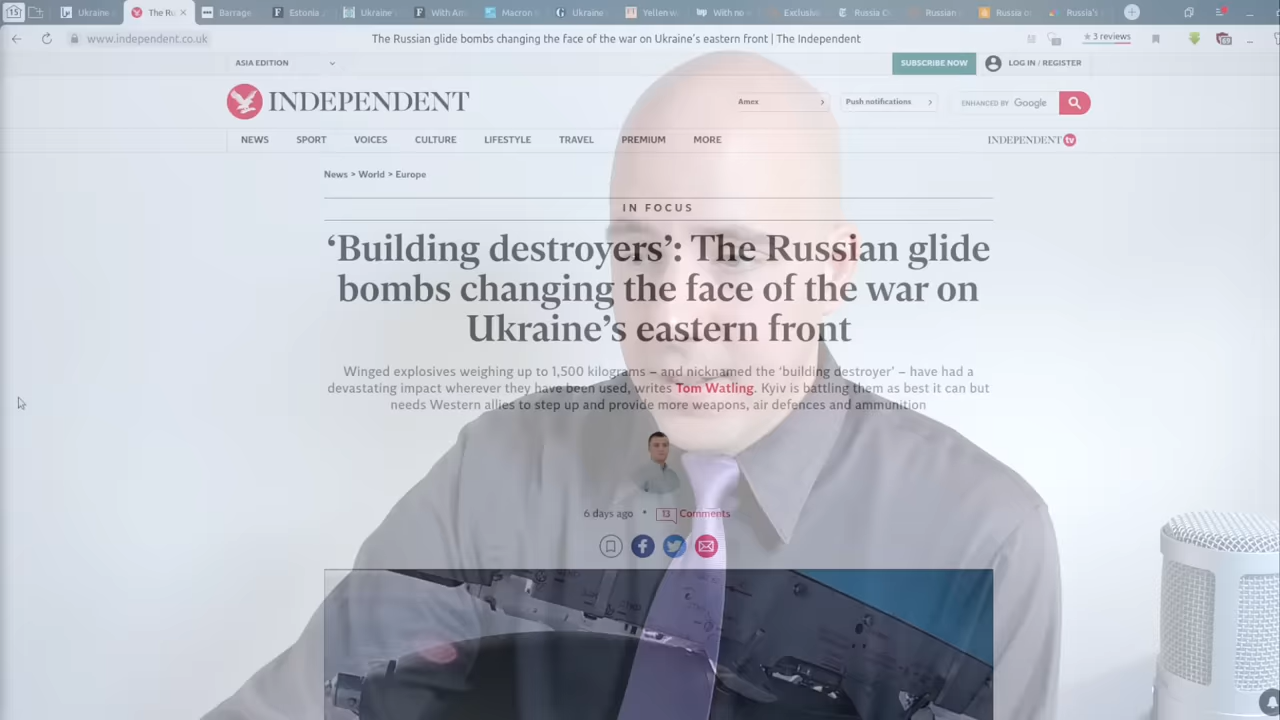 15
Ukraine
The Ru
Barrage
Estonia
Ukraine'
With Am
Macron
Ukraine
Yellen w
With no
Exclusiv
Russia C
Russian
Russia o
Russia's
www.independent.co.uk
The Russian glide bombs changing the face of the war on Ukraine’s eastern front | The Independent
★ 3 reviews
ASIA EDITION
SUBSCRIBE NOW
LOG IN / REGISTER
INDEPENDENT
Amex
Push notifications
ENHANCED BY Google
NEWS SPORT VOICES CULTURE LIFESTYLE TRAVEL PREMIUM MORE
INDEPENDENT tv
News > World > Europe
IN FOCUS
‘Building destroyers’: The Russian glide
bombs changing the face of the war on
Ukraine’s eastern front
Winged explosives weighing up to 1,500 kilograms – and nicknamed the ‘building destroyer’ – have had a
devastating impact wherever they have been used, writes Tom Watling. Kyiv is battling them as best it can but
needs Western allies to step up and provide more weapons, air defences and ammunition
6 days ago • 13 Comments